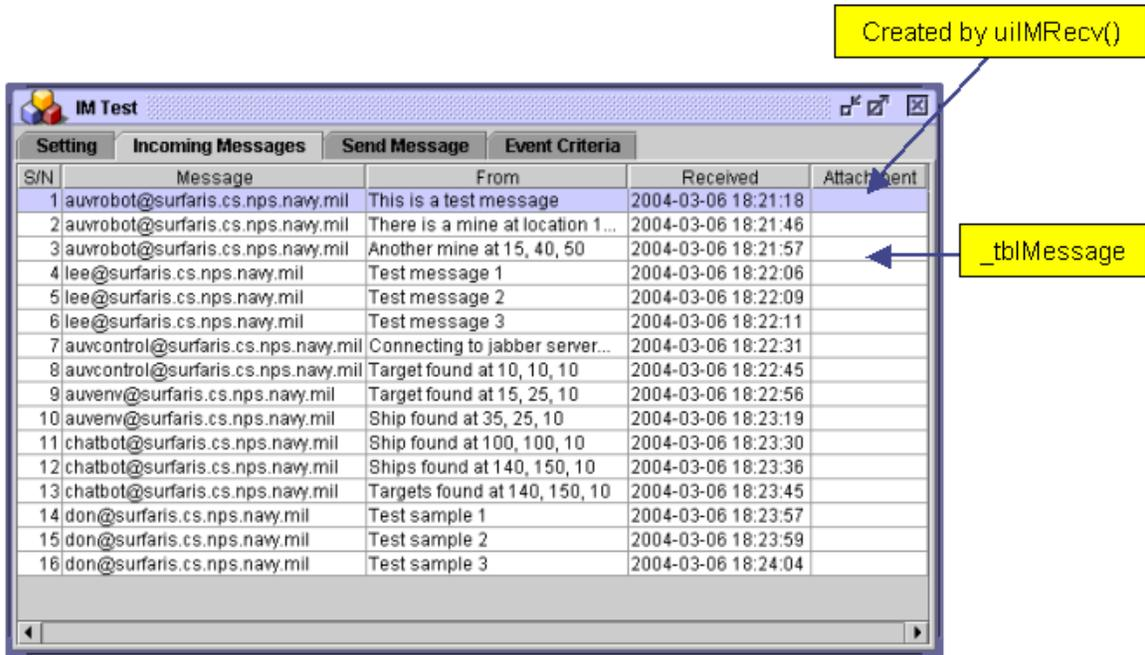 Created by uiIMRecv()
IM Test
Setting Incoming Messages Send Message Event Criteria
S/N Message From Received Attachment
1 auvrobot@surfaris.cs.nps.navy.mil This is a test message 2004-03-06 18:21:18
2 auvrobot@surfaris.cs.nps.navy.mil There is a mine at location 1... 2004-03-06 18:21:46
3 auvrobot@surfaris.cs.nps.navy.mil Another mine at 15, 40, 50 2004-03-06 18:21:57
_tblMessage
4 lee@surfaris.cs.nps.navy.mil Test message 1 2004-03-06 18:22:06
5 lee@surfaris.cs.nps.navy.mil Test message 2 2004-03-06 18:22:09
6 lee@surfaris.cs.nps.navy.mil Test message 3 2004-03-06 18:22:11
7 auvcontrol@surfaris.cs.nps.navy.mil Connecting to jabber server... 2004-03-06 18:22:31
8 auvcontrol@surfaris.cs.nps.navy.mil Target found at 10, 10, 10 2004-03-06 18:22:45
9 auvenv@surfaris.cs.nps.navy.mil Target found at 15, 25, 10 2004-03-06 18:22:56
10 auvenv@surfaris.cs.nps.navy.mil Ship found at 35, 25, 10 2004-03-06 18:23:19
11 chatbot@surfaris.cs.nps.navy.mil Ship found at 100, 100, 10 2004-03-06 18:23:30
12 chatbot@surfaris.cs.nps.navy.mil Ships found at 140, 150, 10 2004-03-06 18:23:36
13 chatbot@surfaris.cs.nps.navy.mil Targets found at 140, 150, 10 2004-03-06 18:23:45
14 don@surfaris.cs.nps.navy.mil Test sample 1 2004-03-06 18:23:57
15 don@surfaris.cs.nps.navy.mil Test sample 2 2004-03-06 18:23:59
16 don@surfaris.cs.nps.navy.mil Test sample 3 2004-03-06 18:24:04